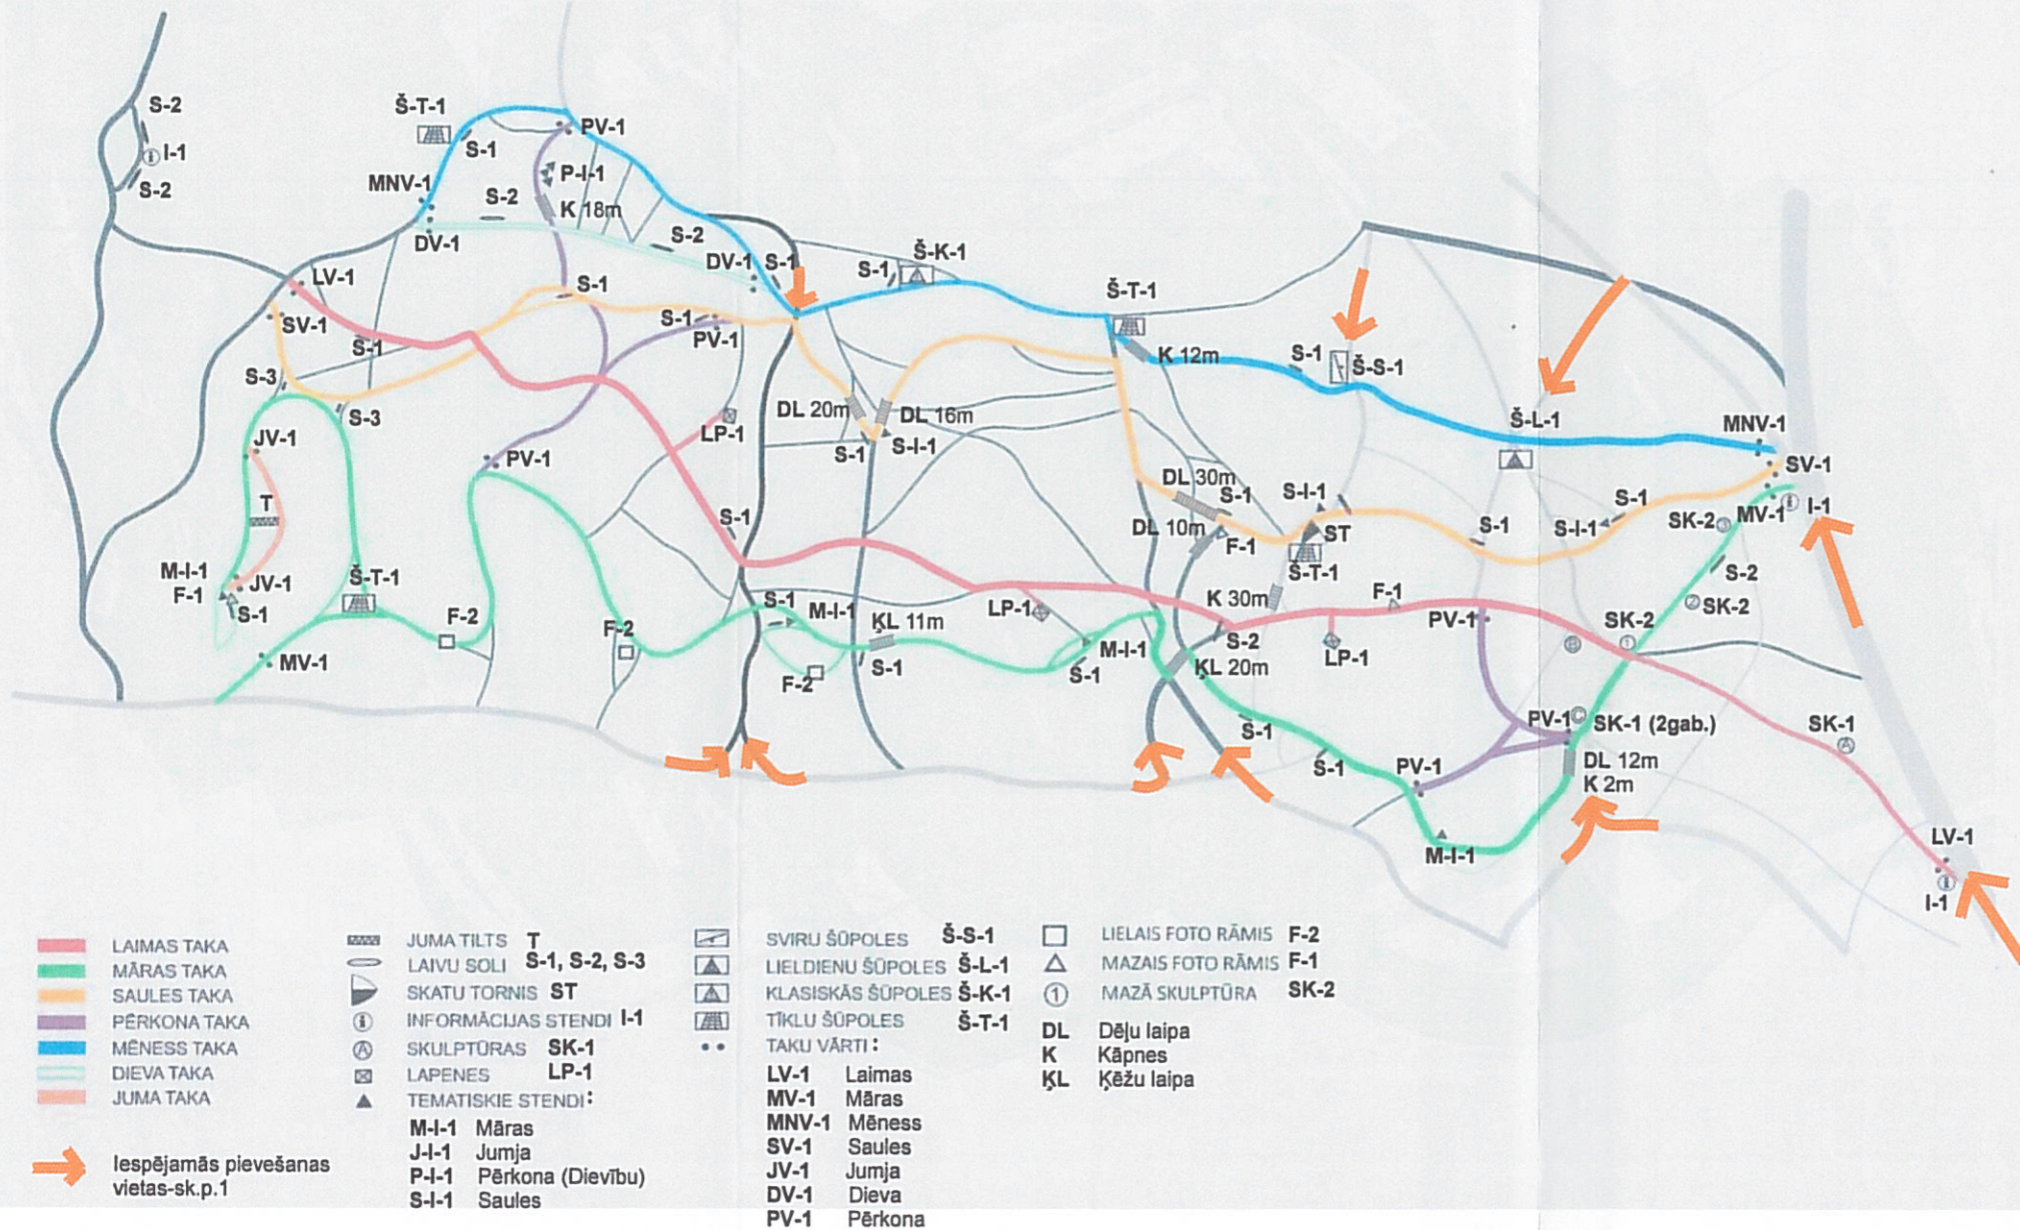 S-2
I-1
S-2
Š-T-1
S-1
PV-1
P-I-1
MNV-1
S-2
K 18m
DV-1
S-2
DV-1
S-1
S-1
Š-K-1
LV-1
S-1
Š-T-1
SV-1
S-1
S-1
PV-1
K 12m
S-1
Š-S-1
S-3
S-3
DL 20m
DL 16m
LP-1
S-1
S-I-1
Š-L-1
MNV-1
JV-1
PV-1
SV-1
T
DL 30m
S-1
S-I-1
S-1
I-1
S-1
DL 10m
F-1
ST
S-1
S-I-1
SK-2
3
MV-1
M-I-1
F-1
JV-1
S-1
Š-T-1
Š-T-1
S-2
F-2
F-2
S-1
M-I-1
ĶL 11m
LP-1
K 30m
F-1
2
SK-2
S-2
PV-1
SK-2
1
MV-1
F-2
S-1
S-1
M-I-1
ĶL 20m
LP-1
B
S-1
S-1
PV-1
PV-1
C
SK-1 (2gab.)
SK-1
A
DL 12m
K 2m
M-I-1
LV-1
I-1
LAIMAS TAKA
MĀRAS TAKA
SAULES TAKA
PĒRKONA TAKA
MĒNESS TAKA
DIEVA TAKA
JUMA TAKA
Iespējamās pievešanas
vietas-sk.p.1
JUMA TILTS T
LAIVU SOLI S-1, S-2, S-3
SKATU TORNIS ST
INFORMĀCIJAS STENDI I-1
SKULPTŪRAS SK-1
LAPENES LP-1
TEMATISKIE STENDI:
M-I-1 Māras
J-I-1 Jumja
P-I-1 Pērkona (Dievību)
S-I-1 Saules
SVIRU ŠŪPOLES Š-S-1
LIELDIENU ŠŪPOLES Š-L-1
KLASISKĀS ŠŪPOLES Š-K-1
TĪKLU ŠŪPOLES Š-T-1
TAKU VĀRTI:
LV-1 Laimas
MV-1 Māras
MNV-1 Mēness
SV-1 Saules
JV-1 Jumja
DV-1 Dieva
PV-1 Pērkona
LIELAIS FOTO RĀMIS F-2
MAZAIS FOTO RĀMIS F-1
1 MAZĀ SKULPTŪRA SK-2
DL Dēļu laipa
K Kāpnes
ĶL Ķēžu laipa